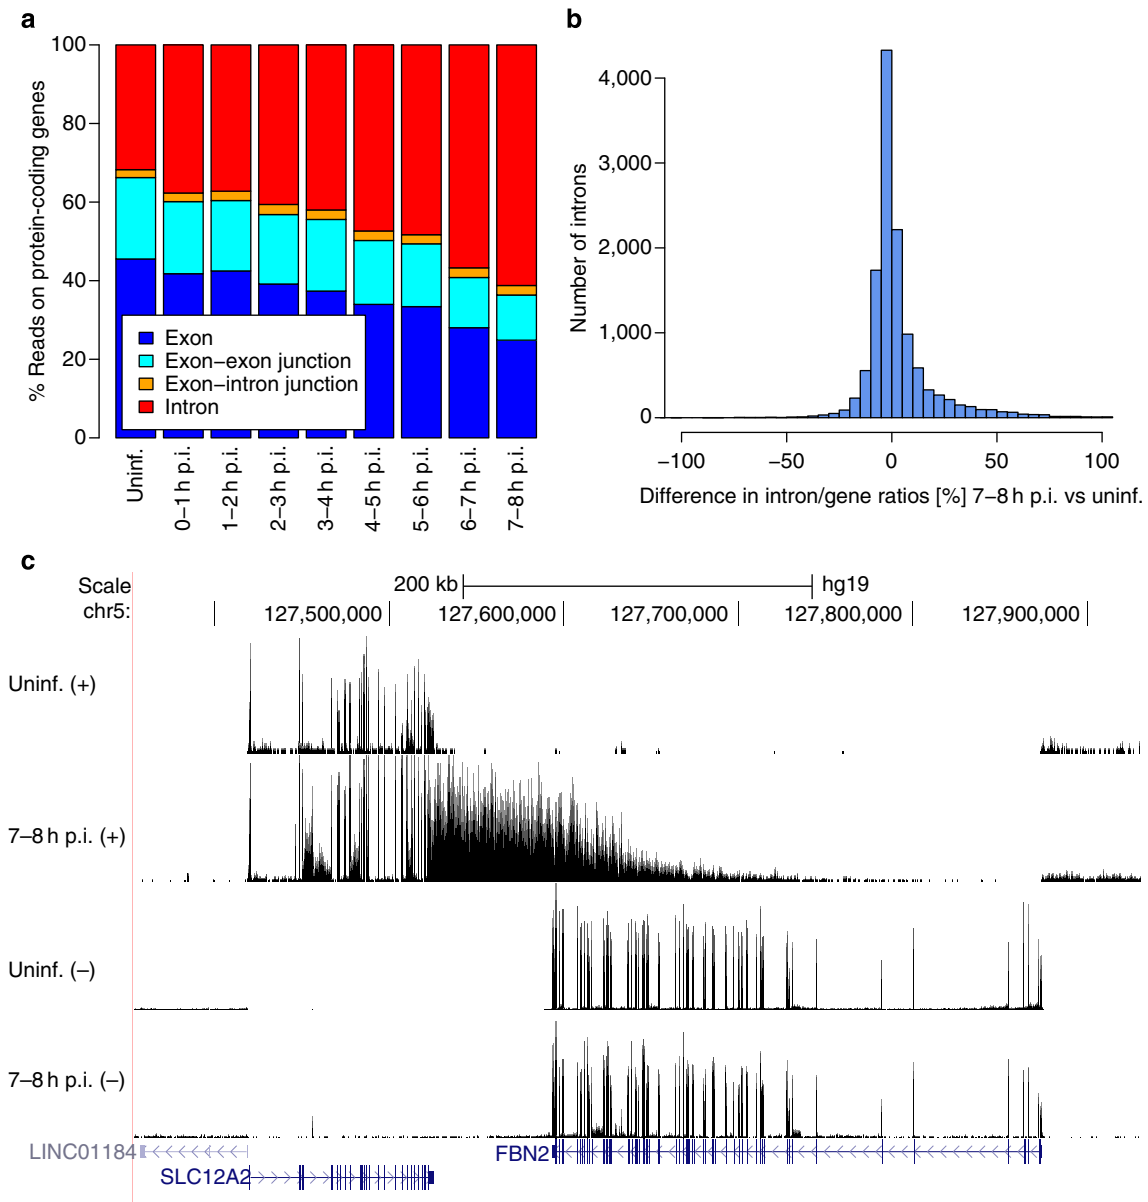 a
% Reads on protein-coding genes
100
80
60
40
20
0
Exon
Exon–exon junction
Exon–intron junction
Intron
Uninf.
0–1 h p.i.
1–2 h p.i.
2–3 h p.i.
3–4 h p.i.
4–5 h p.i.
5–6 h p.i.
6–7 h p.i.
7–8 h p.i.
b
Number of introns
4,000
3,000
2,000
1,000
0
−100
−50
0
50
100
Difference in intron/gene ratios [%] 7–8 h p.i. vs uninf.
c
Scale
200 kb
hg19
chr5:
127,500,000
127,600,000
127,700,000
127,800,000
127,900,000
Uninf. (+)
7–8 h p.i. (+)
Uninf. (–)
7–8 h p.i. (–)
LINC01184
FBN2
SLC12A2